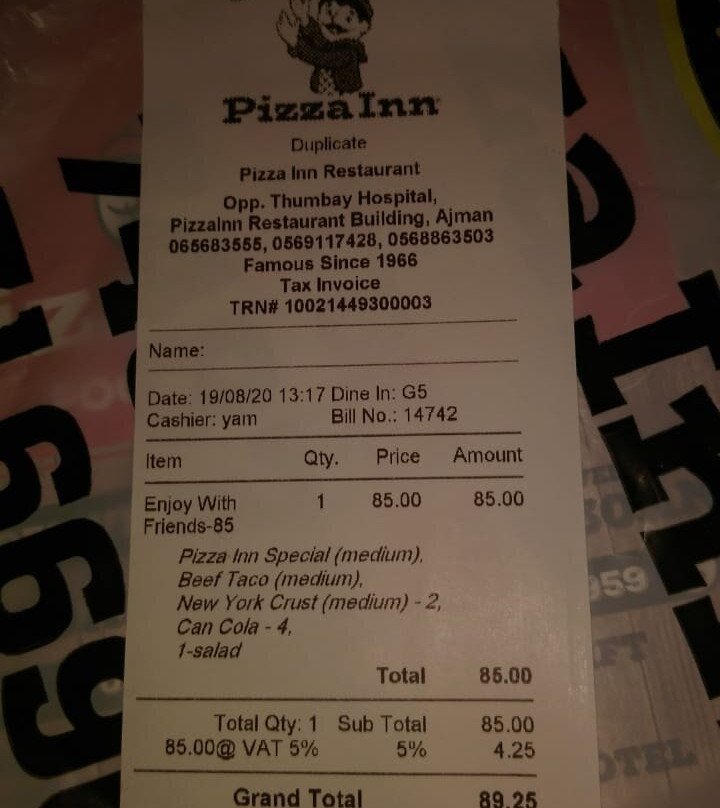 Pizza Inn
Duplicate
Pizza Inn Restaurant
Opp. Thumbay Hospital,
PizzaInn Restaurant Building, Ajman
065683555, 0569117428, 0568863503
Famous Since 1966
Tax Invoice
TRN# 10021449300003
Name:
Date: 19/08/20 13:17 Dine In: G5
Cashier: yam Bill No.: 14742
Item Qty. Price Amount
Enjoy With 1 85.00 85.00
Friends-85
Pizza Inn Special (medium),
Beef Taco (medium),
New York Crust (medium) - 2,
Can Cola - 4,
1-salad
Total 85.00
Total Qty: 1 Sub Total 85.00
85.00@ VAT 5% 5% 4.25
Grand Total 89.25